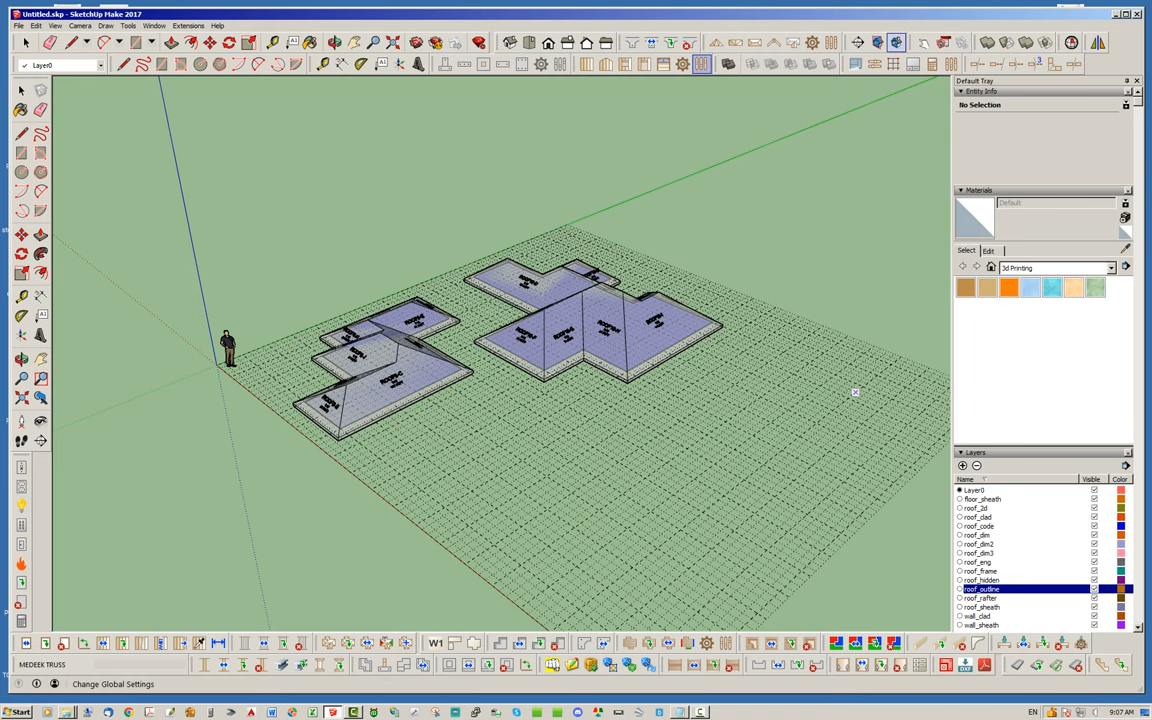 Untitled.skp - SketchUp Make 2017
File Edit View Camera Draw Tools Window Extensions Help
Layer0
Default Tray
Entity Info
No Selection
Materials
Default
Select Edit
3d Printing
Layers
Name Visible Color
Layer0
floor_sheath
roof_2d
roof_clad
roof_code
roof_dim
roof_dim2
roof_dim3
roof_eng
roof_frame
roof_hidden
roof_outline
roof_rafter
roof_sheath
wall_clad
wall_sheath
W1
DXF
MEDEEK TRUSS
Change Global Settings
Start
EN
9:07 AM